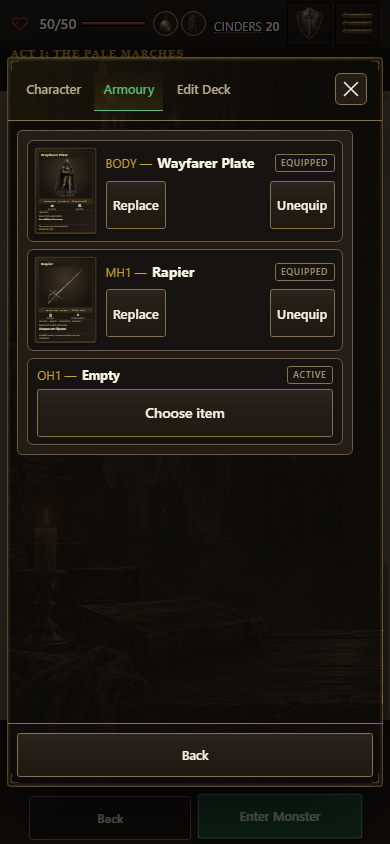 50/50
CINDERS 20
ACT I: THE PALE MARCHES
Character
Armoury
Edit Deck
Wayfarer Plate
BODY — Wayfarer Plate
EQUIPPED
Replace
Unequip
Rapier
MH1 — Rapier
EQUIPPED
Replace
Unequip
OH1 — Empty
ACTIVE
Choose item
Back
Back
Enter Monster